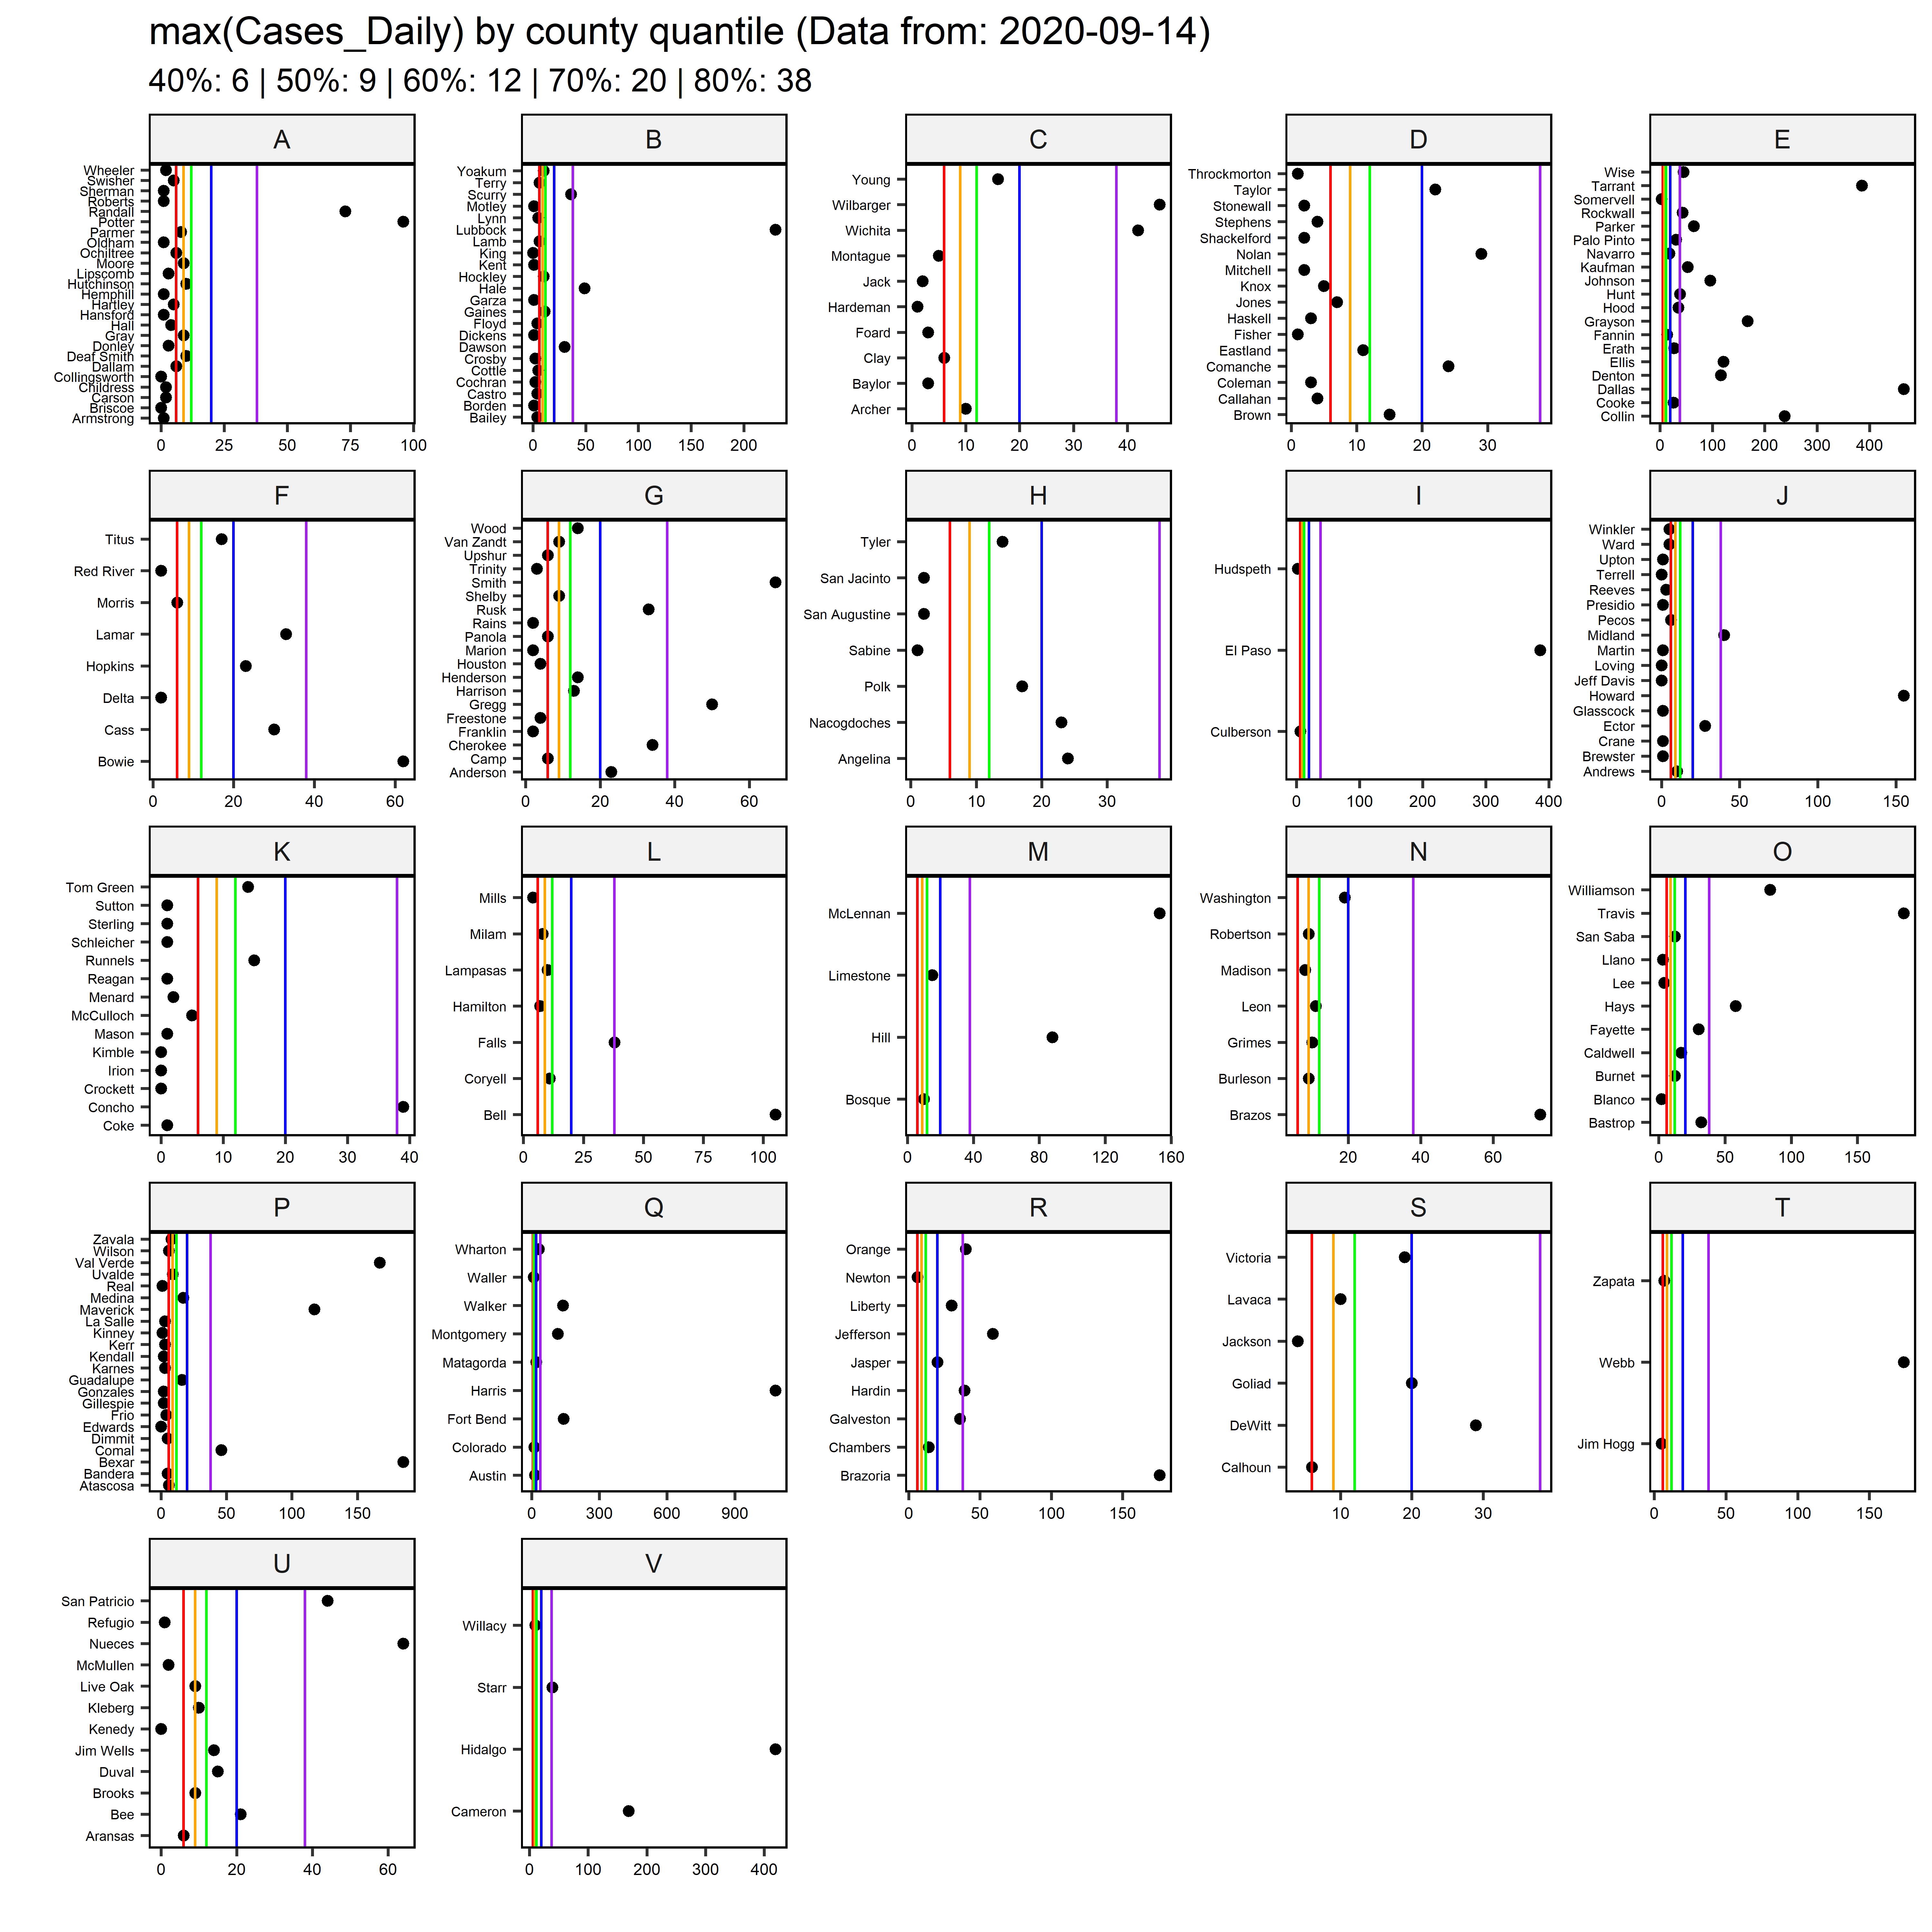 max(Cases_Daily) by county quantile (Data from: 2020-09-14)
40%: 6 | 50%: 9 | 60%: 12 | 70%: 20 | 80%: 38
A
Wheeler
Swisher
Sherman
Roberts
Randall
Potter
Parmer
Oldham
Ochiltree
Moore
Lipscomb
Hutchinson
Hemphill
Hartley
Hansford
Hall
Gray
Donley
Deaf Smith
Dallam
Collingsworth
Childress
Carson
Briscoe
Armstrong
0 25 50 75 100
B
Yoakum
Terry
Scurry
Motley
Lynn
Lubbock
Lamb
King
Kent
Hockley
Hale
Garza
Gaines
Floyd
Dickens
Dawson
Crosby
Cottle
Cochran
Castro
Borden
Bailey
0 50 100 150 200
C
Young
Wilbarger
Wichita
Montague
Jack
Hardeman
Foard
Clay
Baylor
Archer
0 10 20 30 40
D
Throckmorton
Taylor
Stonewall
Stephens
Shackelford
Nolan
Mitchell
Knox
Jones
Haskell
Fisher
Eastland
Comanche
Coleman
Callahan
Brown
0 10 20 30
E
Wise
Tarrant
Somervell
Rockwall
Parker
Palo Pinto
Navarro
Kaufman
Johnson
Hunt
Hood
Grayson
Fannin
Erath
Ellis
Denton
Dallas
Cooke
Collin
0 100 200 300 400
F
Titus
Red River
Morris
Lamar
Hopkins
Delta
Cass
Bowie
0 20 40 60
G
Wood
Van Zandt
Upshur
Trinity
Smith
Shelby
Rusk
Rains
Panola
Marion
Houston
Henderson
Harrison
Gregg
Freestone
Franklin
Cherokee
Camp
Anderson
0 20 40 60
H
Tyler
San Jacinto
San Augustine
Sabine
Polk
Nacogdoches
Angelina
0 10 20 30
I
Hudspeth
El Paso
Culberson
0 100 200 300 400
J
Winkler
Ward
Upton
Terrell
Reeves
Presidio
Pecos
Midland
Martin
Loving
Jeff Davis
Howard
Glasscock
Ector
Crane
Brewster
Andrews
0 50 100 150
K
Tom Green
Sutton
Sterling
Schleicher
Runnels
Reagan
Menard
McCulloch
Mason
Kimble
Irion
Crockett
Concho
Coke
0 10 20 30 40
L
Mills
Milam
Lampasas
Hamilton
Falls
Coryell
Bell
0 25 50 75 100
M
McLennan
Limestone
Hill
Bosque
0 40 80 120 160
N
Washington
Robertson
Madison
Leon
Grimes
Burleson
Brazos
20 40 60
O
Williamson
Travis
San Saba
Llano
Lee
Hays
Fayette
Caldwell
Burnet
Blanco
Bastrop
0 50 100 150
P
Zavala
Wilson
Val Verde
Uvalde
Real
Medina
Maverick
La Salle
Kinney
Kerr
Kendall
Karnes
Guadalupe
Gonzales
Gillespie
Frio
Edwards
Dimmit
Comal
Bexar
Bandera
Atascosa
0 50 100 150
Q
Wharton
Waller
Walker
Montgomery
Matagorda
Harris
Fort Bend
Colorado
Austin
0 300 600 900
R
Orange
Newton
Liberty
Jefferson
Jasper
Hardin
Galveston
Chambers
Brazoria
0 50 100 150
S
Victoria
Lavaca
Jackson
Goliad
DeWitt
Calhoun
10 20 30
T
Zapata
Webb
Jim Hogg
0 50 100 150
U
San Patricio
Refugio
Nueces
McMullen
Live Oak
Kleberg
Kenedy
Jim Wells
Duval
Brooks
Bee
Aransas
0 20 40 60
V
Willacy
Starr
Hidalgo
Cameron
0 100 200 300 400